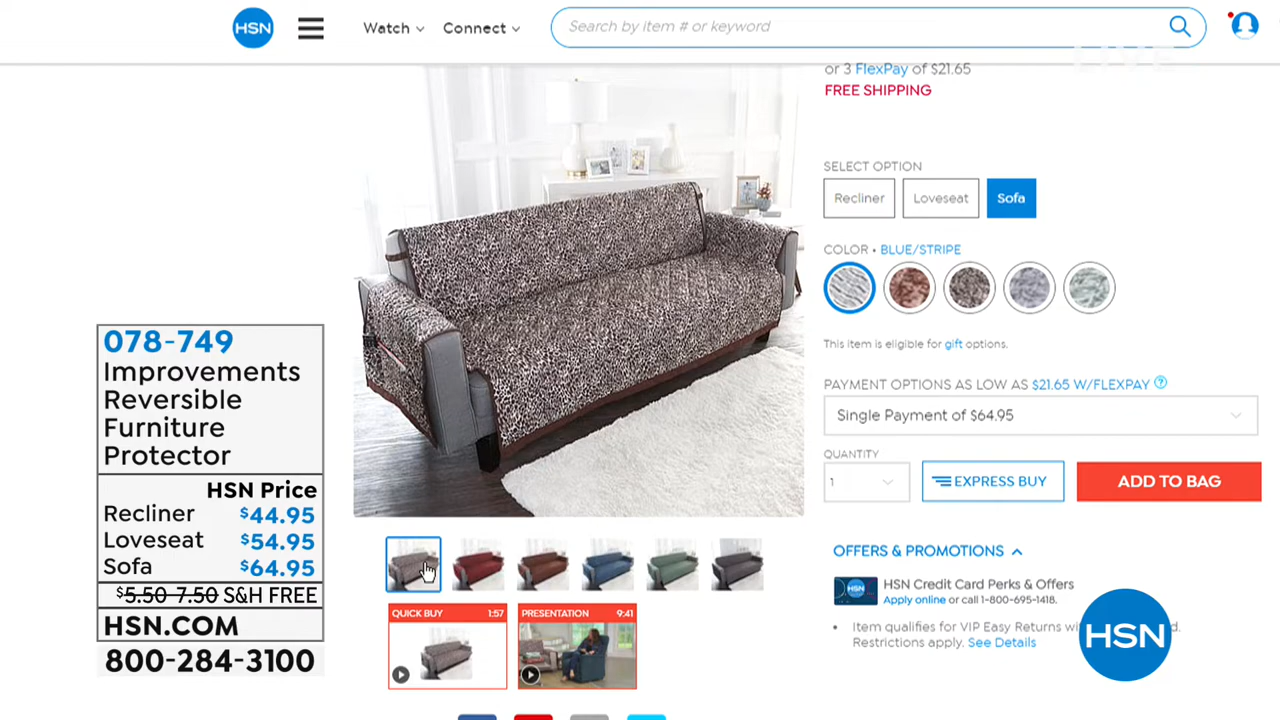 HSN
Watch
Connect
Search by item # or keyword
LIVE
or 3 FlexPay of $21.65
FREE SHIPPING
SELECT OPTION
Recliner
Loveseat
Sofa
COLOR • BLUE/STRIPE
This item is eligible for gift options.
PAYMENT OPTIONS AS LOW AS $21.65 W/FLEXPAY ?
Single Payment of $64.95
QUANTITY
1
EXPRESS BUY
ADD TO BAG
OFFERS & PROMOTIONS
HSN
HSN Credit Card Perks & Offers
Apply online or call 1-800-695-1418.
• Item qualifies for VIP Easy Returns
Restrictions apply. See Details
HSN
QUICK BUY 1:57
PRESENTATION 9:41
078-749
Improvements
Reversible
Furniture
Protector
HSN Price
Recliner $44.95
Loveseat $54.95
Sofa $64.95
$5.50-7.50 S&H FREE
HSN.COM
800-284-3100